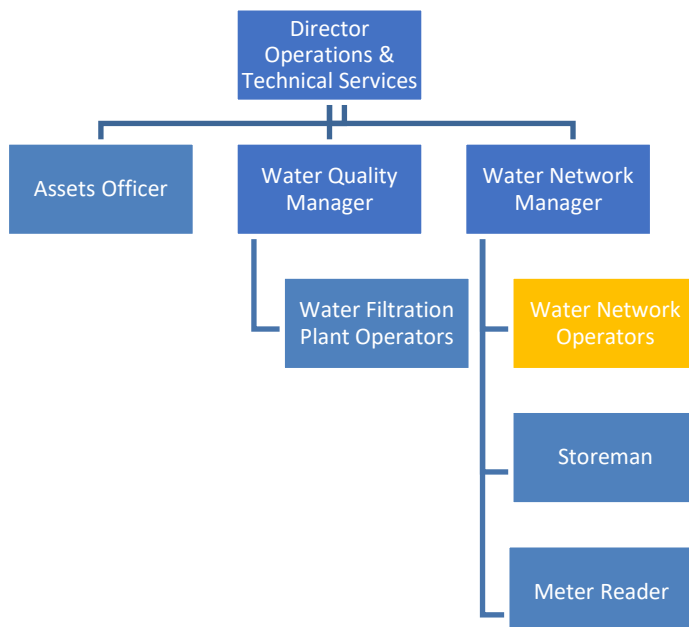 Director
Operations &
Technical Services
Assets Officer
Water Quality
Manager
Water Network
Manager
Water Filtration
Plant Operators
Water Network
Operators
Storeman
Meter Reader